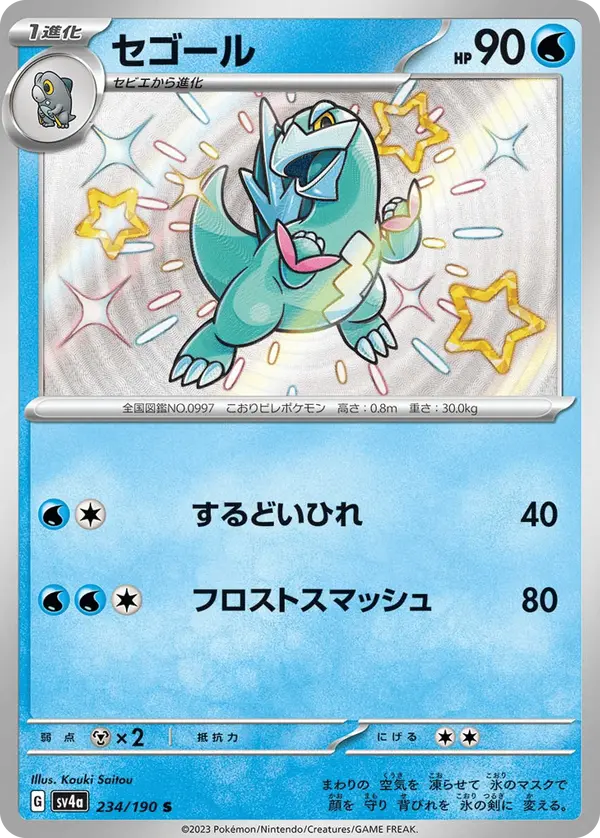 1進化
セゴール
HP 90
セビエから進化
全国図鑑NO.0997 こおりビレポケモン 高さ:0.8m 重さ:30.0kg
するどいひれ 40
フロストスマッシュ 80
弱点 ×2 抵抗力 にげる
Illus. Kouki Saitou
G sv4a 234/190 S
まわりの 空気を 凍らせて 氷のマスクで
顔を 守り 背びれを 氷の剣に 変える。
©2023 Pokémon/Nintendo/Creatures/GAME FREAK.